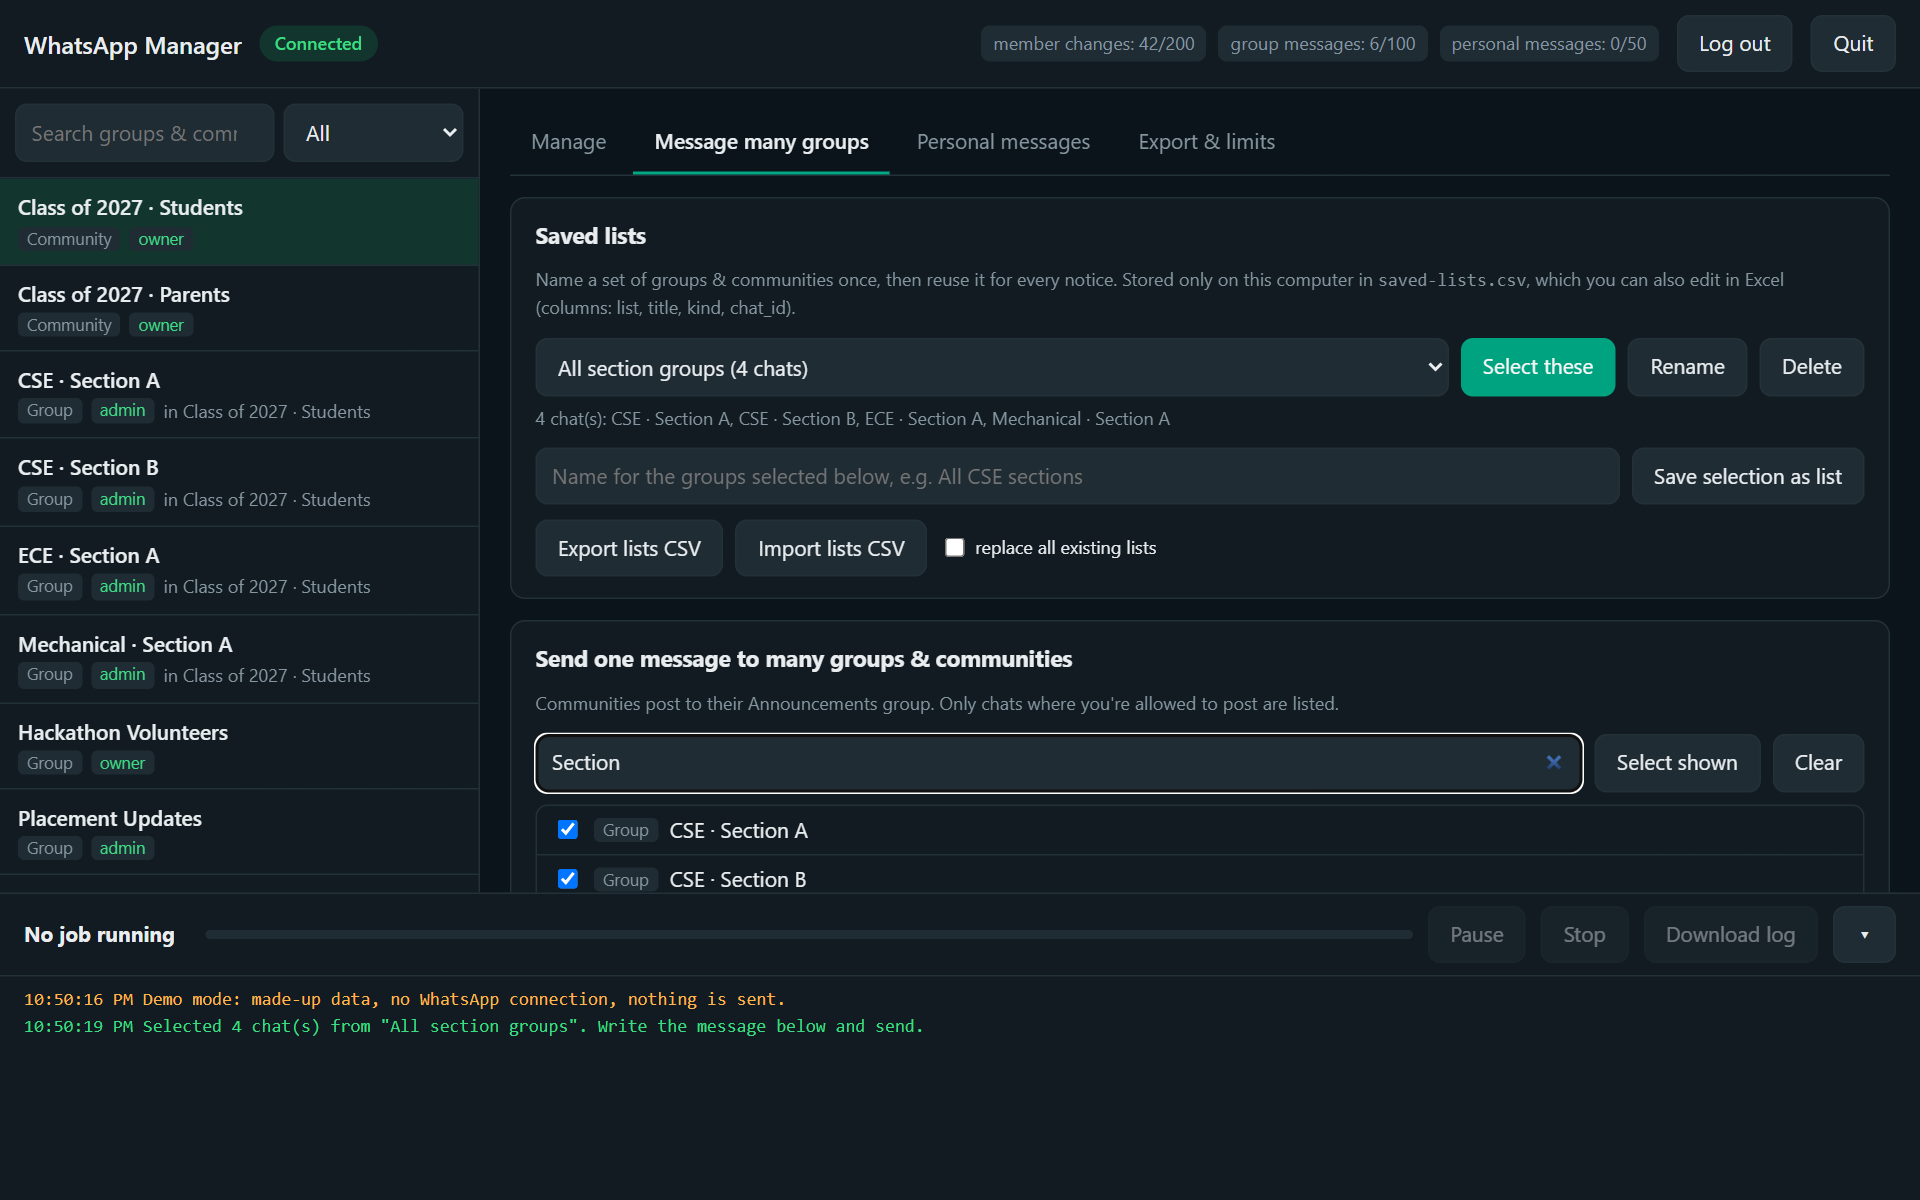 WhatsApp Manager Connected member changes: 42/200 group messages: 6/100 personal messages: 0/50 Log out Quit
Search groups & comr All
Class of 2027 · Students
Community owner
Class of 2027 · Parents
Community owner
CSE · Section A
Group admin in Class of 2027 · Students
CSE · Section B
Group admin in Class of 2027 · Students
ECE · Section A
Group admin in Class of 2027 · Students
Mechanical · Section A
Group admin in Class of 2027 · Students
Hackathon Volunteers
Group owner
Placement Updates
Group admin
Manage Message many groups Personal messages Export & limits
Saved lists
Name a set of groups & communities once, then reuse it for every notice. Stored only on this computer in saved-lists.csv, which you can also edit in Excel
(columns: list, title, kind, chat_id).
All section groups (4 chats) Select these Rename Delete
4 chat(s): CSE · Section A, CSE · Section B, ECE · Section A, Mechanical · Section A
Name for the groups selected below, e.g. All CSE sections Save selection as list
Export lists CSV Import lists CSV replace all existing lists
Send one message to many groups & communities
Communities post to their Announcements group. Only chats where you're allowed to post are listed.
Section Select shown Clear
Group CSE · Section A
Group CSE · Section B
No job running Pause Stop Download log
10:50:16 PM Demo mode: made-up data, no WhatsApp connection, nothing is sent.
10:50:19 PM Selected 4 chat(s) from "All section groups". Write the message below and send.